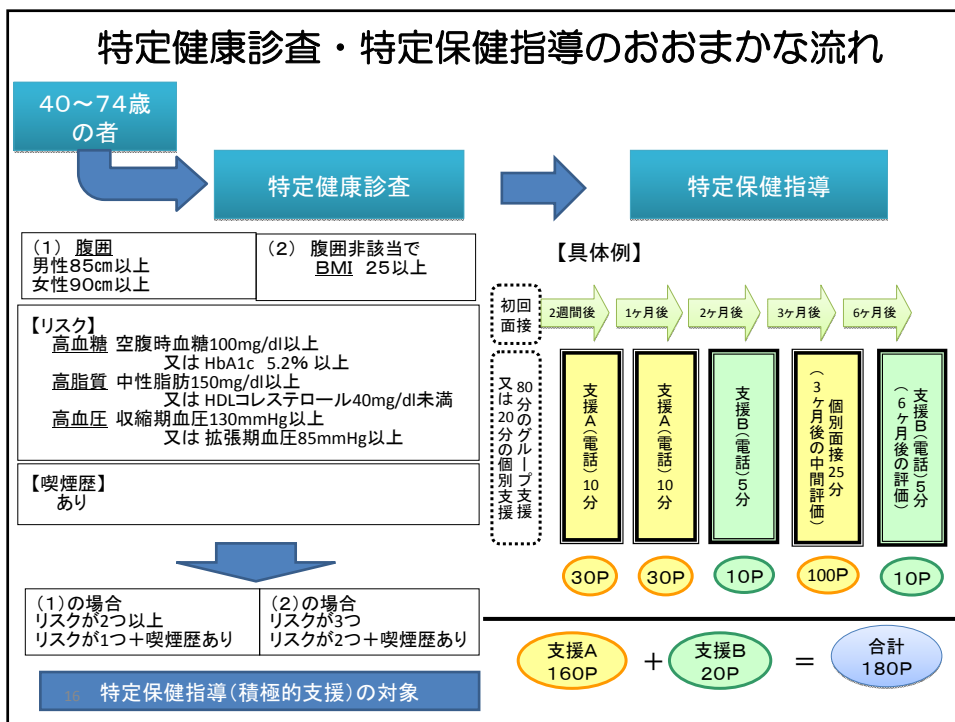 特定健康診査・特定保健指導のおおまかな流れ
４０～７４歳
の者
特定健康診査
特定保健指導
(１) 腹囲
男性８５㎝以上
女性９０㎝以上
(２) 腹囲非該当で
ＢＭＩ ２５以上
【リスク】
高血糖 空腹時血糖100mg/dl以上
又は HbA1c 5.2% 以上
高脂質 中性脂肪150mg/dl以上
又は HDLコレステロール40mg/dl未満
高血圧 収縮期血圧130mmHg以上
又は 拡張期血圧85mmHg以上
【喫煙歴】
あり
(１)の場合
リスクが２つ以上
リスクが１つ＋喫煙歴あり
(２)の場合
リスクが３つ
リスクが２つ＋喫煙歴あり
16
特定保健指導(積極的支援)の対象
【具体例】
初回
面接
2週間後
1ヶ月後
2ヶ月後
3ヶ月後
6ヶ月後
80分のグループ支援
又は20分の個別支援
支援Ａ(電話)10分
支援Ａ(電話)10分
支援Ｂ(電話)５分
個別面接25分
(３ヶ月後の中間評価)
支援Ｂ(電話)５分
(６ヶ月後の評価)
30P
30P
10P
100P
10P
支援Ａ
160P
＋
支援Ｂ
20P
＝
合計
180P